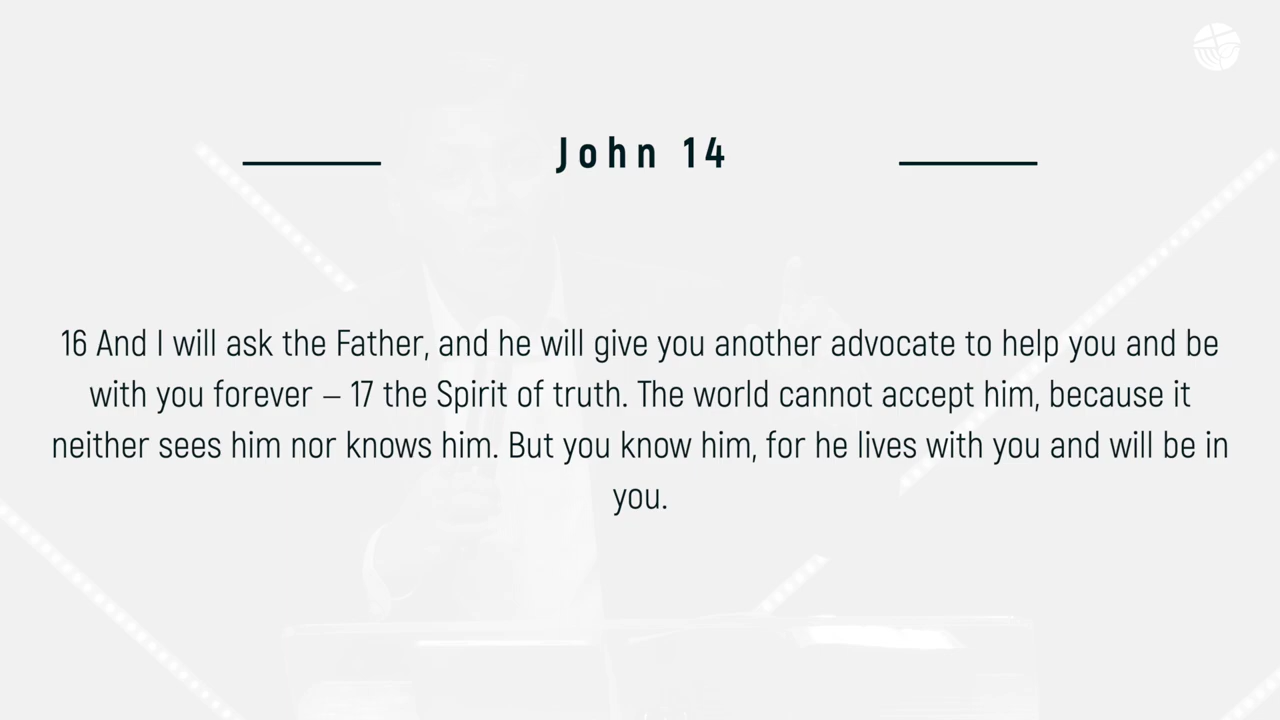 John 14
16 And I will ask the Father, and he will give you another advocate to help you and be
with you forever – 17 the Spirit of truth. The world cannot accept him, because it
neither sees him nor knows him. But you know him, for he lives with you and will be in
you.